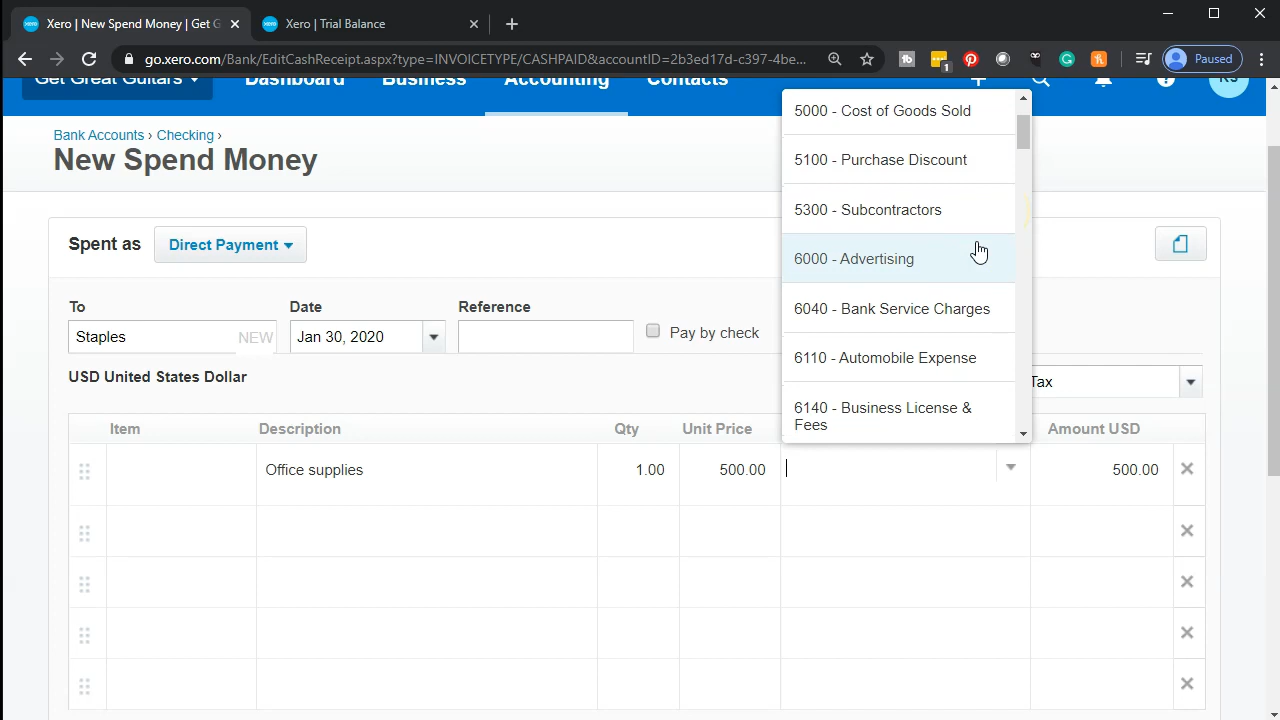 Xero | New Spend Money | Get G
Xero | Trial Balance
go.xero.com/Bank/EditCashReceipt.aspx?type=INVOICETYPE/CASHPAID&accountID=2b3ed17d-c397-4be...
1
Paused
Get Great Guitars
Dashboard
Business
Accounting
Contacts
Bank Accounts › Checking ›
New Spend Money
Spent as
Direct Payment
To
Date
Reference
Staples
NEW
Jan 30, 2020
Pay by check
USD United States Dollar
Tax
Item
Description
Qty
Unit Price
Amount USD
Office supplies
1.00
500.00
500.00
5000 - Cost of Goods Sold
5100 - Purchase Discount
5300 - Subcontractors
6000 - Advertising
6040 - Bank Service Charges
6110 - Automobile Expense
6140 - Business License &
Fees